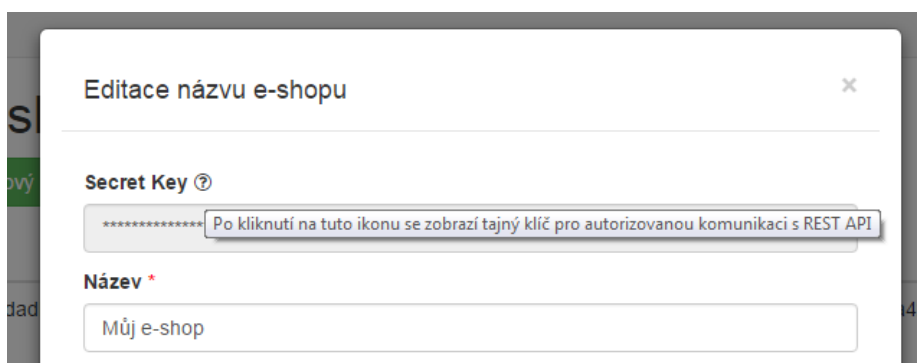 Editace názvu e-shopu ×
Secret Key ?
**************
Po kliknutí na tuto ikonu se zobrazí tajný klíč pro autorizovanou komunikaci s REST API
Název *
Můj e-shop